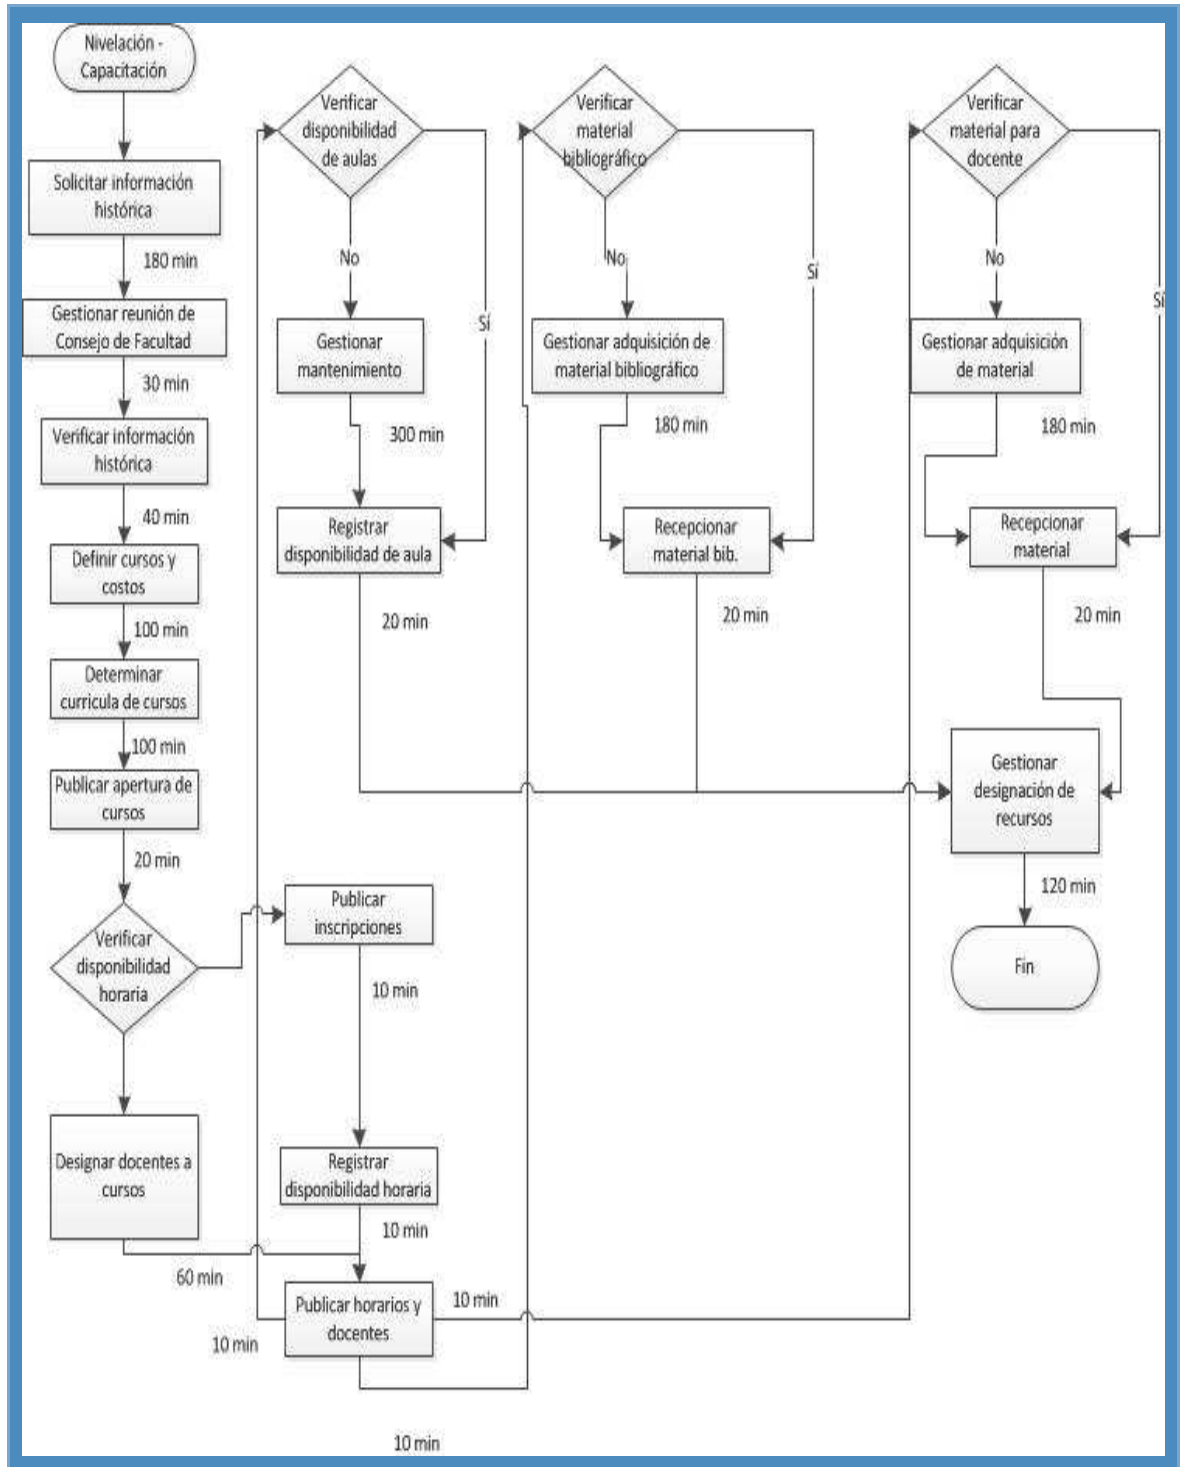 Nivelación -
Capacitación
Solicitar información
histórica
180 min
Gestionar reunión de
Consejo de Facultad
30 min
Verificar información
histórica
40 min
Definir cursos y
costos
100 min
Determinar
curricula de cursos
100 min
Publicar apertura de
cursos
20 min
Verificar
disponibilidad
horaria
Designar docentes a
cursos
60 min
Publicar
inscripciones
10 min
Registrar
disponibilidad horaria
10 min
Publicar horarios y
docentes
10 min
10 min
10 min
Verificar
disponibilidad
de aulas
No
Sí
Gestionar
mantenimiento
300 min
Registrar
disponibilidad de aula
20 min
Verificar
material
bibliográfico
No
Sí
Gestionar adquisición de
material bibliográfico
180 min
Recepcionar
material bib.
20 min
Verificar
material para
docente
No
Sí
Gestionar adquisición
de material
180 min
Recepcionar
material
20 min
Gestionar
designación de
recursos
120 min
Fin